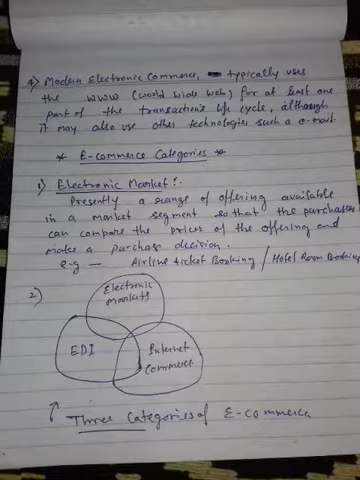 4) Modern Electronic Commerce, typically uses
the WWW (World Wide Web) for at least one
part of the transaction's life cycle, although
it may also use other technologies such a e-mail.
* E-commerce Categories *
1) Electronic Market :-
Presently a range of offering available
in a market segment so that the purchaser
can compare the prices of the offering and
make a purchase decision.
e.g — Airline ticket Booking / Hotel Room Booking
2)
Electronic
Markets
EDI
Internet
Commerce
↑ Three Categories of E-commerce